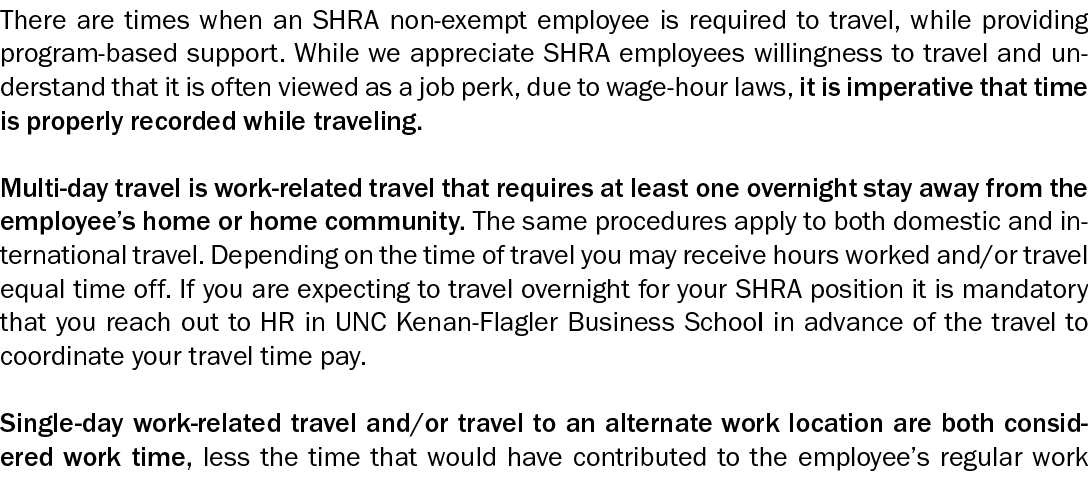 There are times when an SHRA non-exempt employee is required to travel, while providing
program-based support. While we appreciate SHRA employees willingness to travel and un-
derstand that it is often viewed as a job perk, due to wage-hour laws, it is imperative that time
is properly recorded while traveling.
Multi-day travel is work-related travel that requires at least one overnight stay away from the
employee’s home or home community. The same procedures apply to both domestic and in-
ternational travel. Depending on the time of travel you may receive hours worked and/or travel
equal time off. If you are expecting to travel overnight for your SHRA position it is mandatory
that you reach out to HR in UNC Kenan-Flagler Business School in advance of the travel to
coordinate your travel time pay.
Single-day work-related travel and/or travel to an alternate work location are both consid-
ered work time, less the time that would have contributed to the employee’s regular work